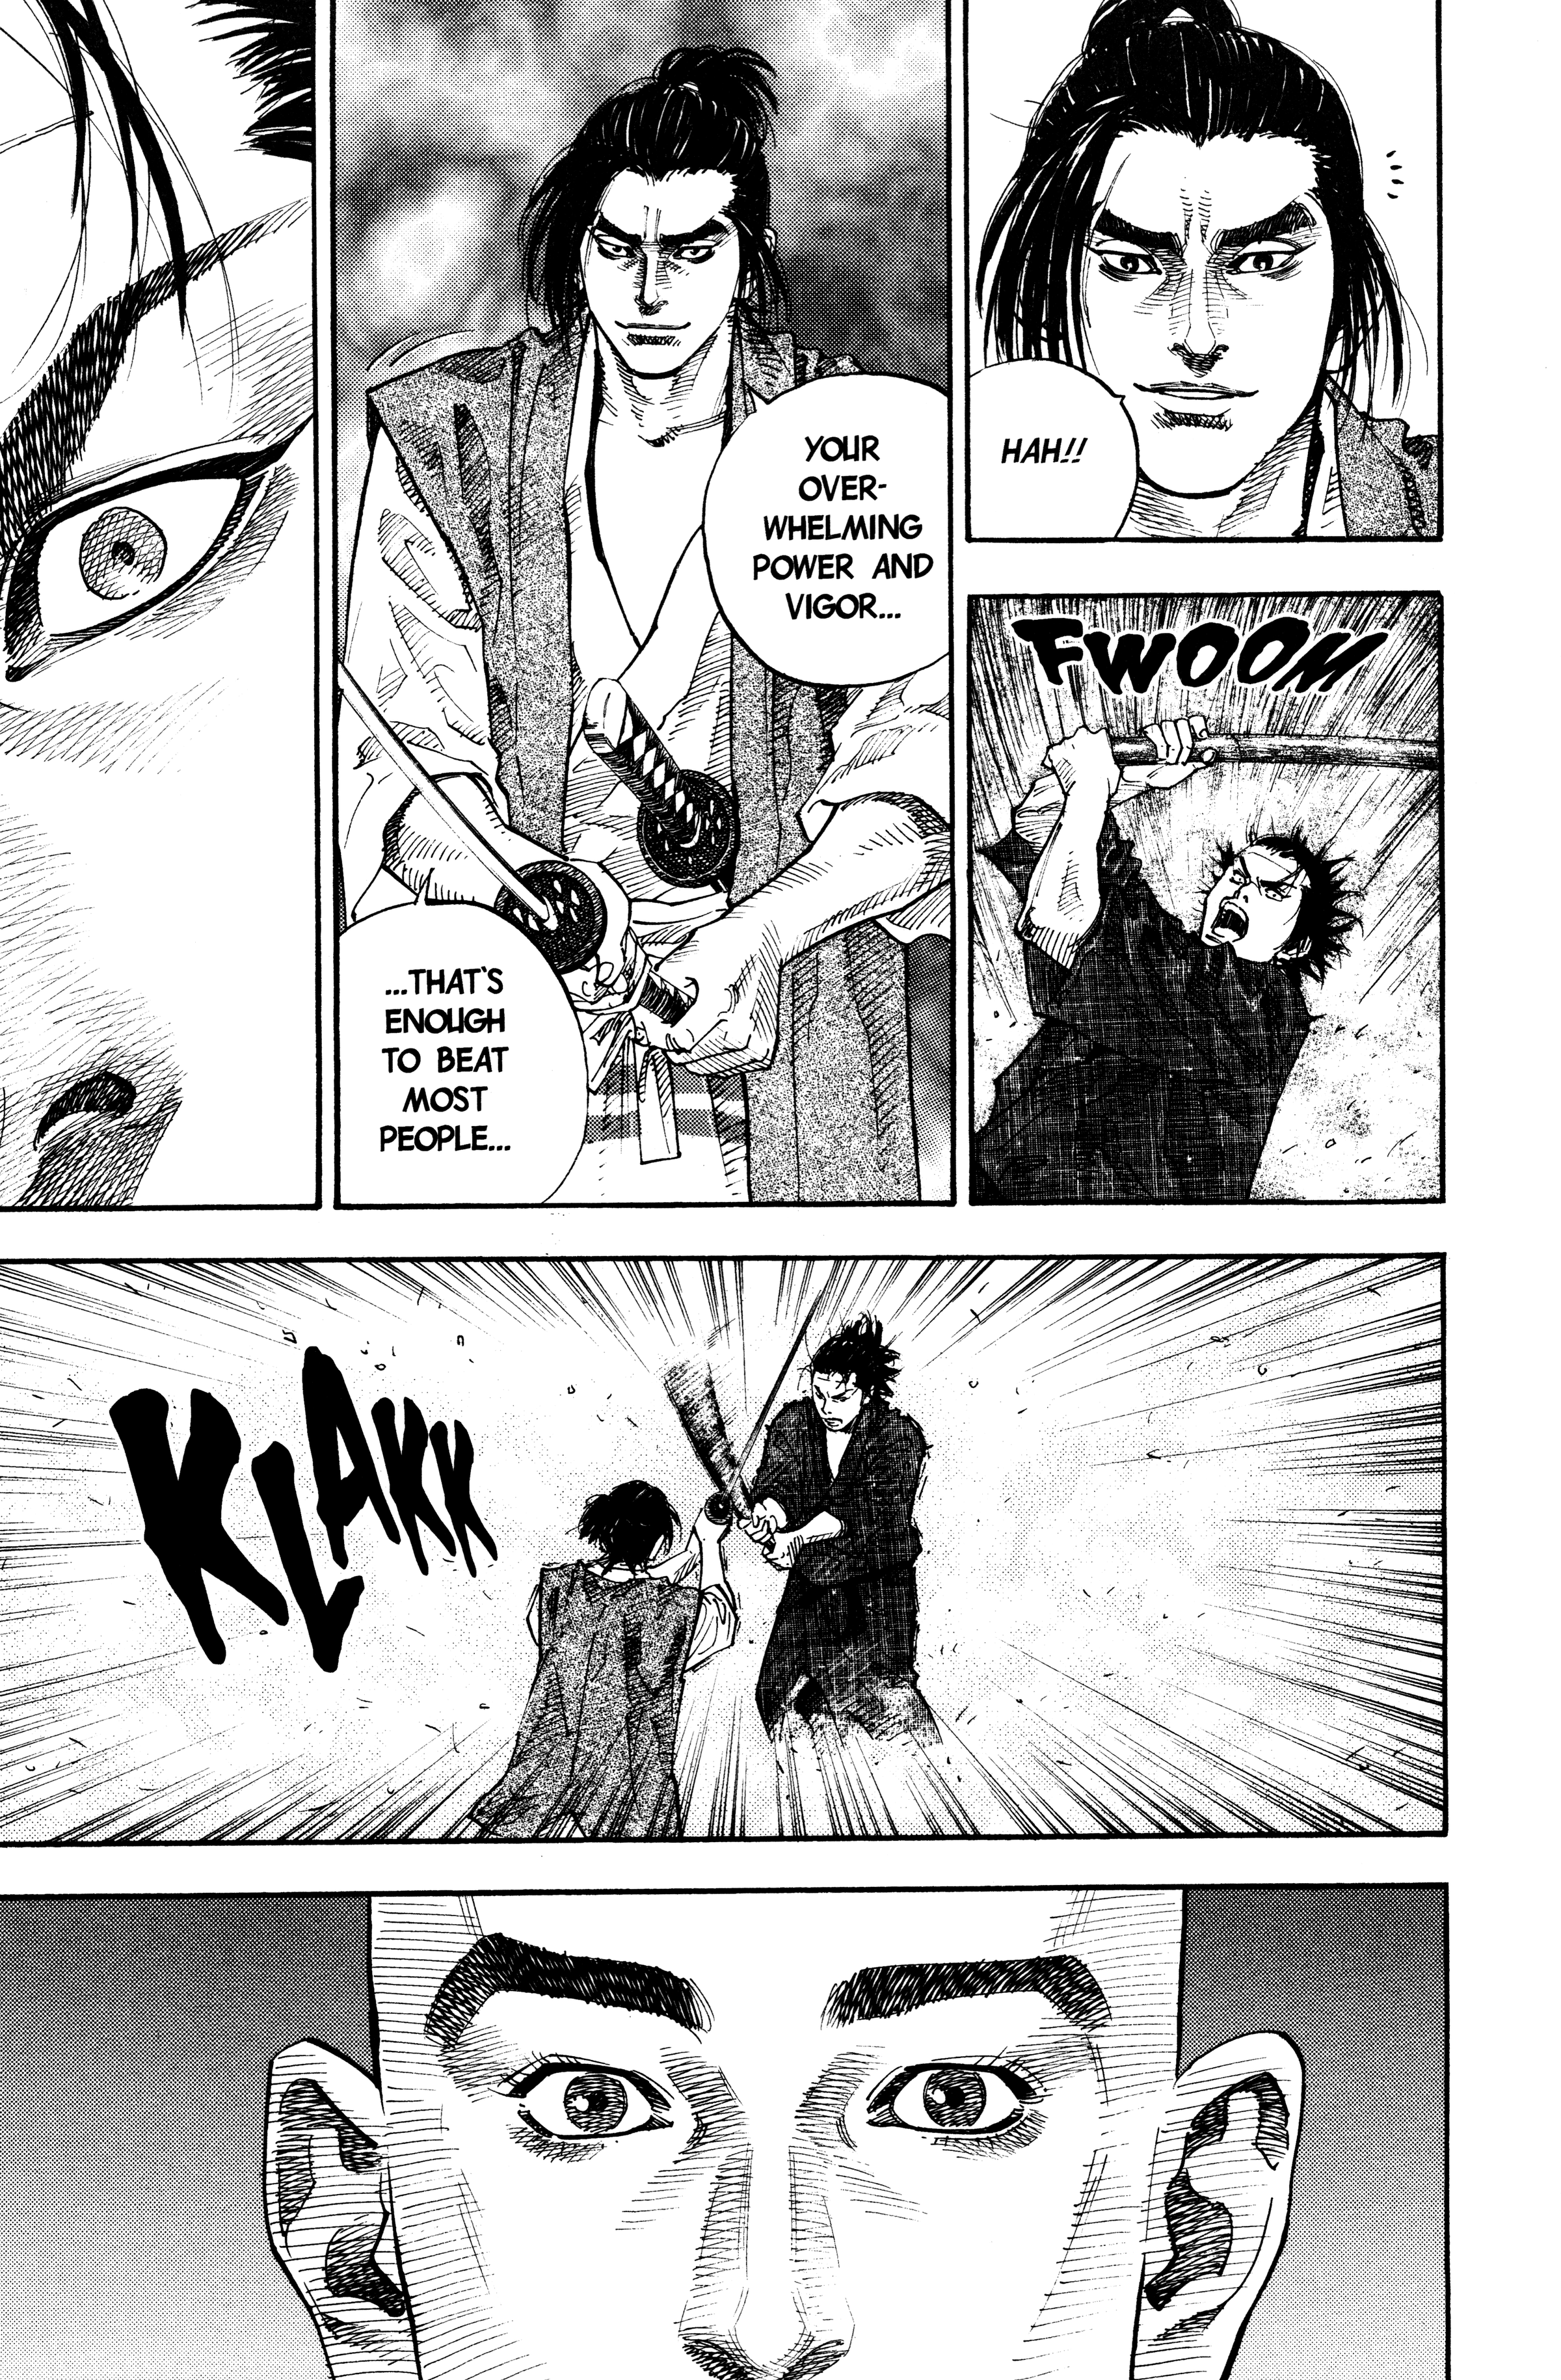 HAH!!
FWOOM
YOUR
OVER-
WHELMING
POWER AND
VIGOR...
...THAT'S
ENOUGH
TO BEAT
MOST
PEOPLE...
KLAKK